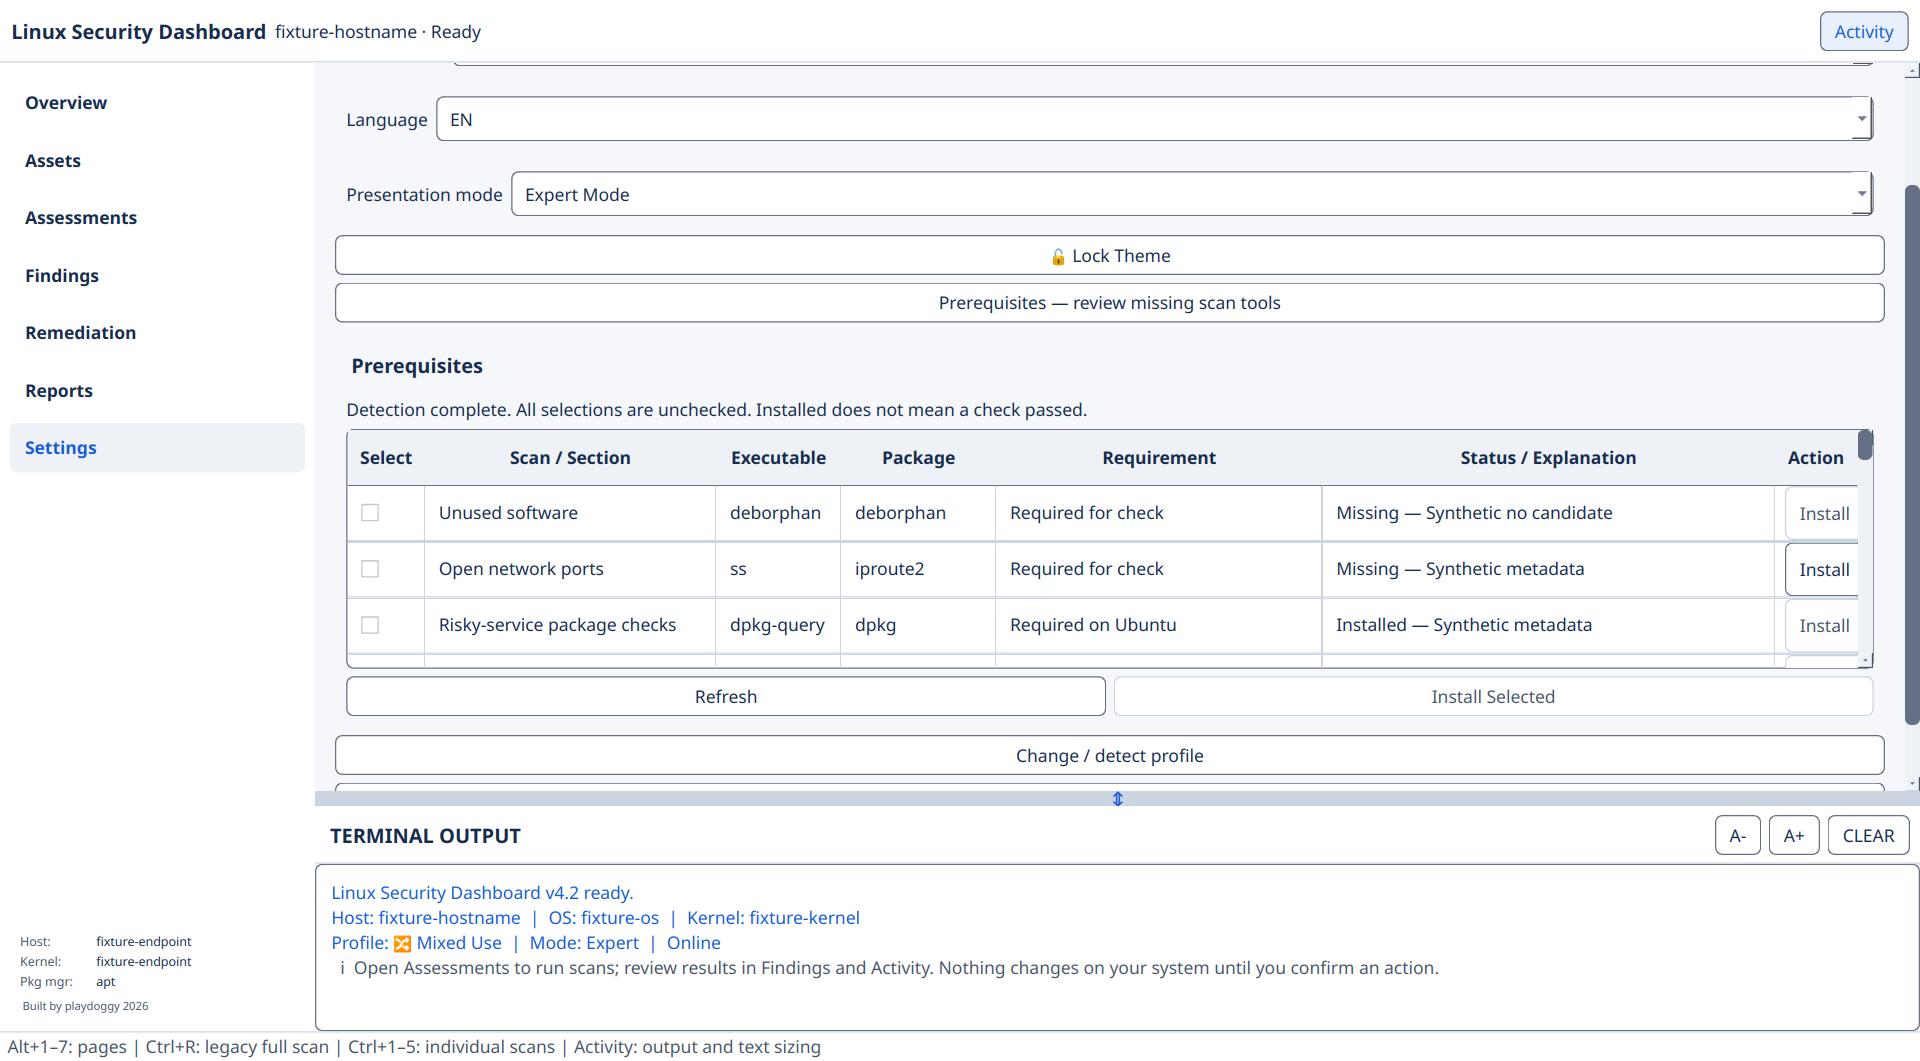 Linux Security Dashboard fixture-hostname · Ready
Activity
Overview
Assets
Assessments
Findings
Remediation
Reports
Settings
Host: fixture-endpoint
Kernel: fixture-endpoint
Pkg mgr: apt
Built by playdoggy 2026
Language EN
Presentation mode Expert Mode
🔓 Lock Theme
Prerequisites — review missing scan tools
Prerequisites
Detection complete. All selections are unchecked. Installed does not mean a check passed.
Select Scan / Section Executable Package Requirement Status / Explanation Action
Unused software deborphan deborphan Required for check Missing — Synthetic no candidate Install
Open network ports ss iproute2 Required for check Missing — Synthetic metadata Install
Risky-service package checks dpkg-query dpkg Required on Ubuntu Installed — Synthetic metadata Install
Refresh Install Selected
Change / detect profile
TERMINAL OUTPUT A- A+ CLEAR
Linux Security Dashboard v4.2 ready.
Host: fixture-hostname | OS: fixture-os | Kernel: fixture-kernel
Profile: 🔀 Mixed Use | Mode: Expert | Online
i Open Assessments to run scans; review results in Findings and Activity. Nothing changes on your system until you confirm an action.
Alt+1–7: pages | Ctrl+R: legacy full scan | Ctrl+1–5: individual scans | Activity: output and text sizing